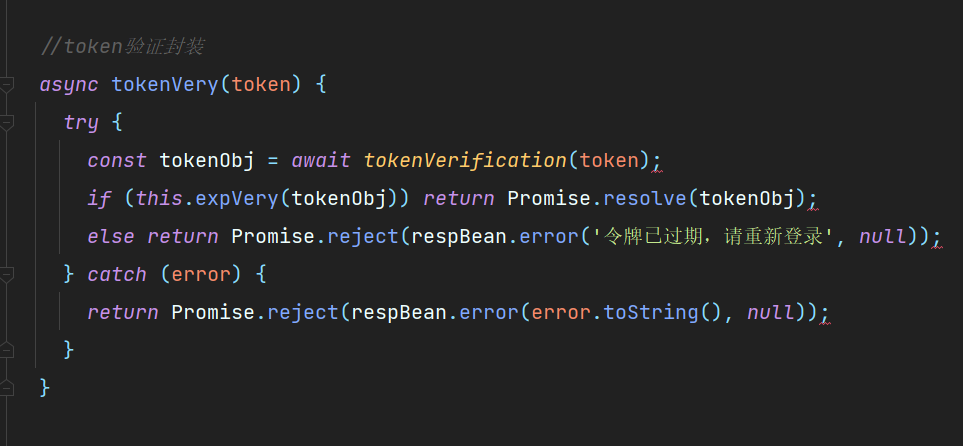 //token验证封装
async tokenVery(token) {
try {
const tokenObj = await tokenVerification(token);
if (this.expVery(tokenObj)) return Promise.resolve(tokenObj);
else return Promise.reject(respBean.error('令牌已过期，请重新登录', null));
} catch (error) {
return Promise.reject(respBean.error(error.toString(), null));
}
}